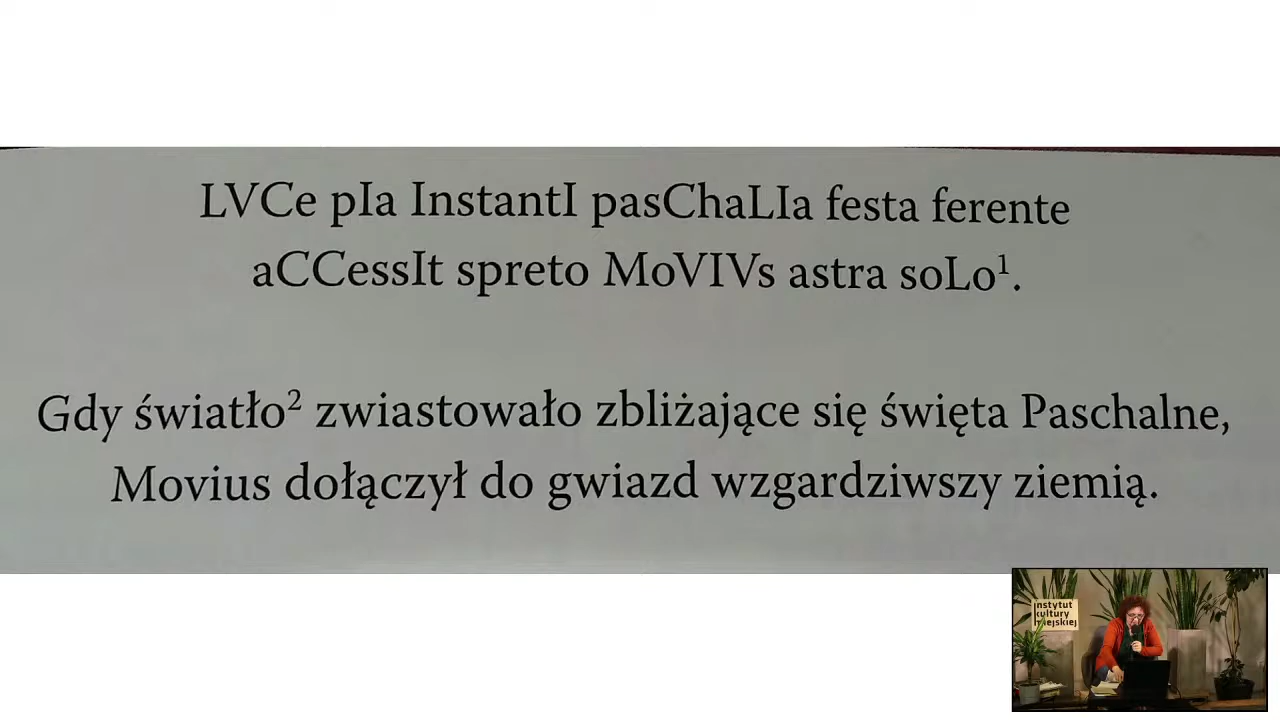 LVCe pIa InstantI pasChaLIa festa ferente
aCCessIt spreto MoVIVs astra soLo¹.
Gdy światło² zwiastowało zbliżające się święta Paschalne,
Movius dołączył do gwiazd wzgardziwszy ziemią.
instytut
kultury
miejskiej